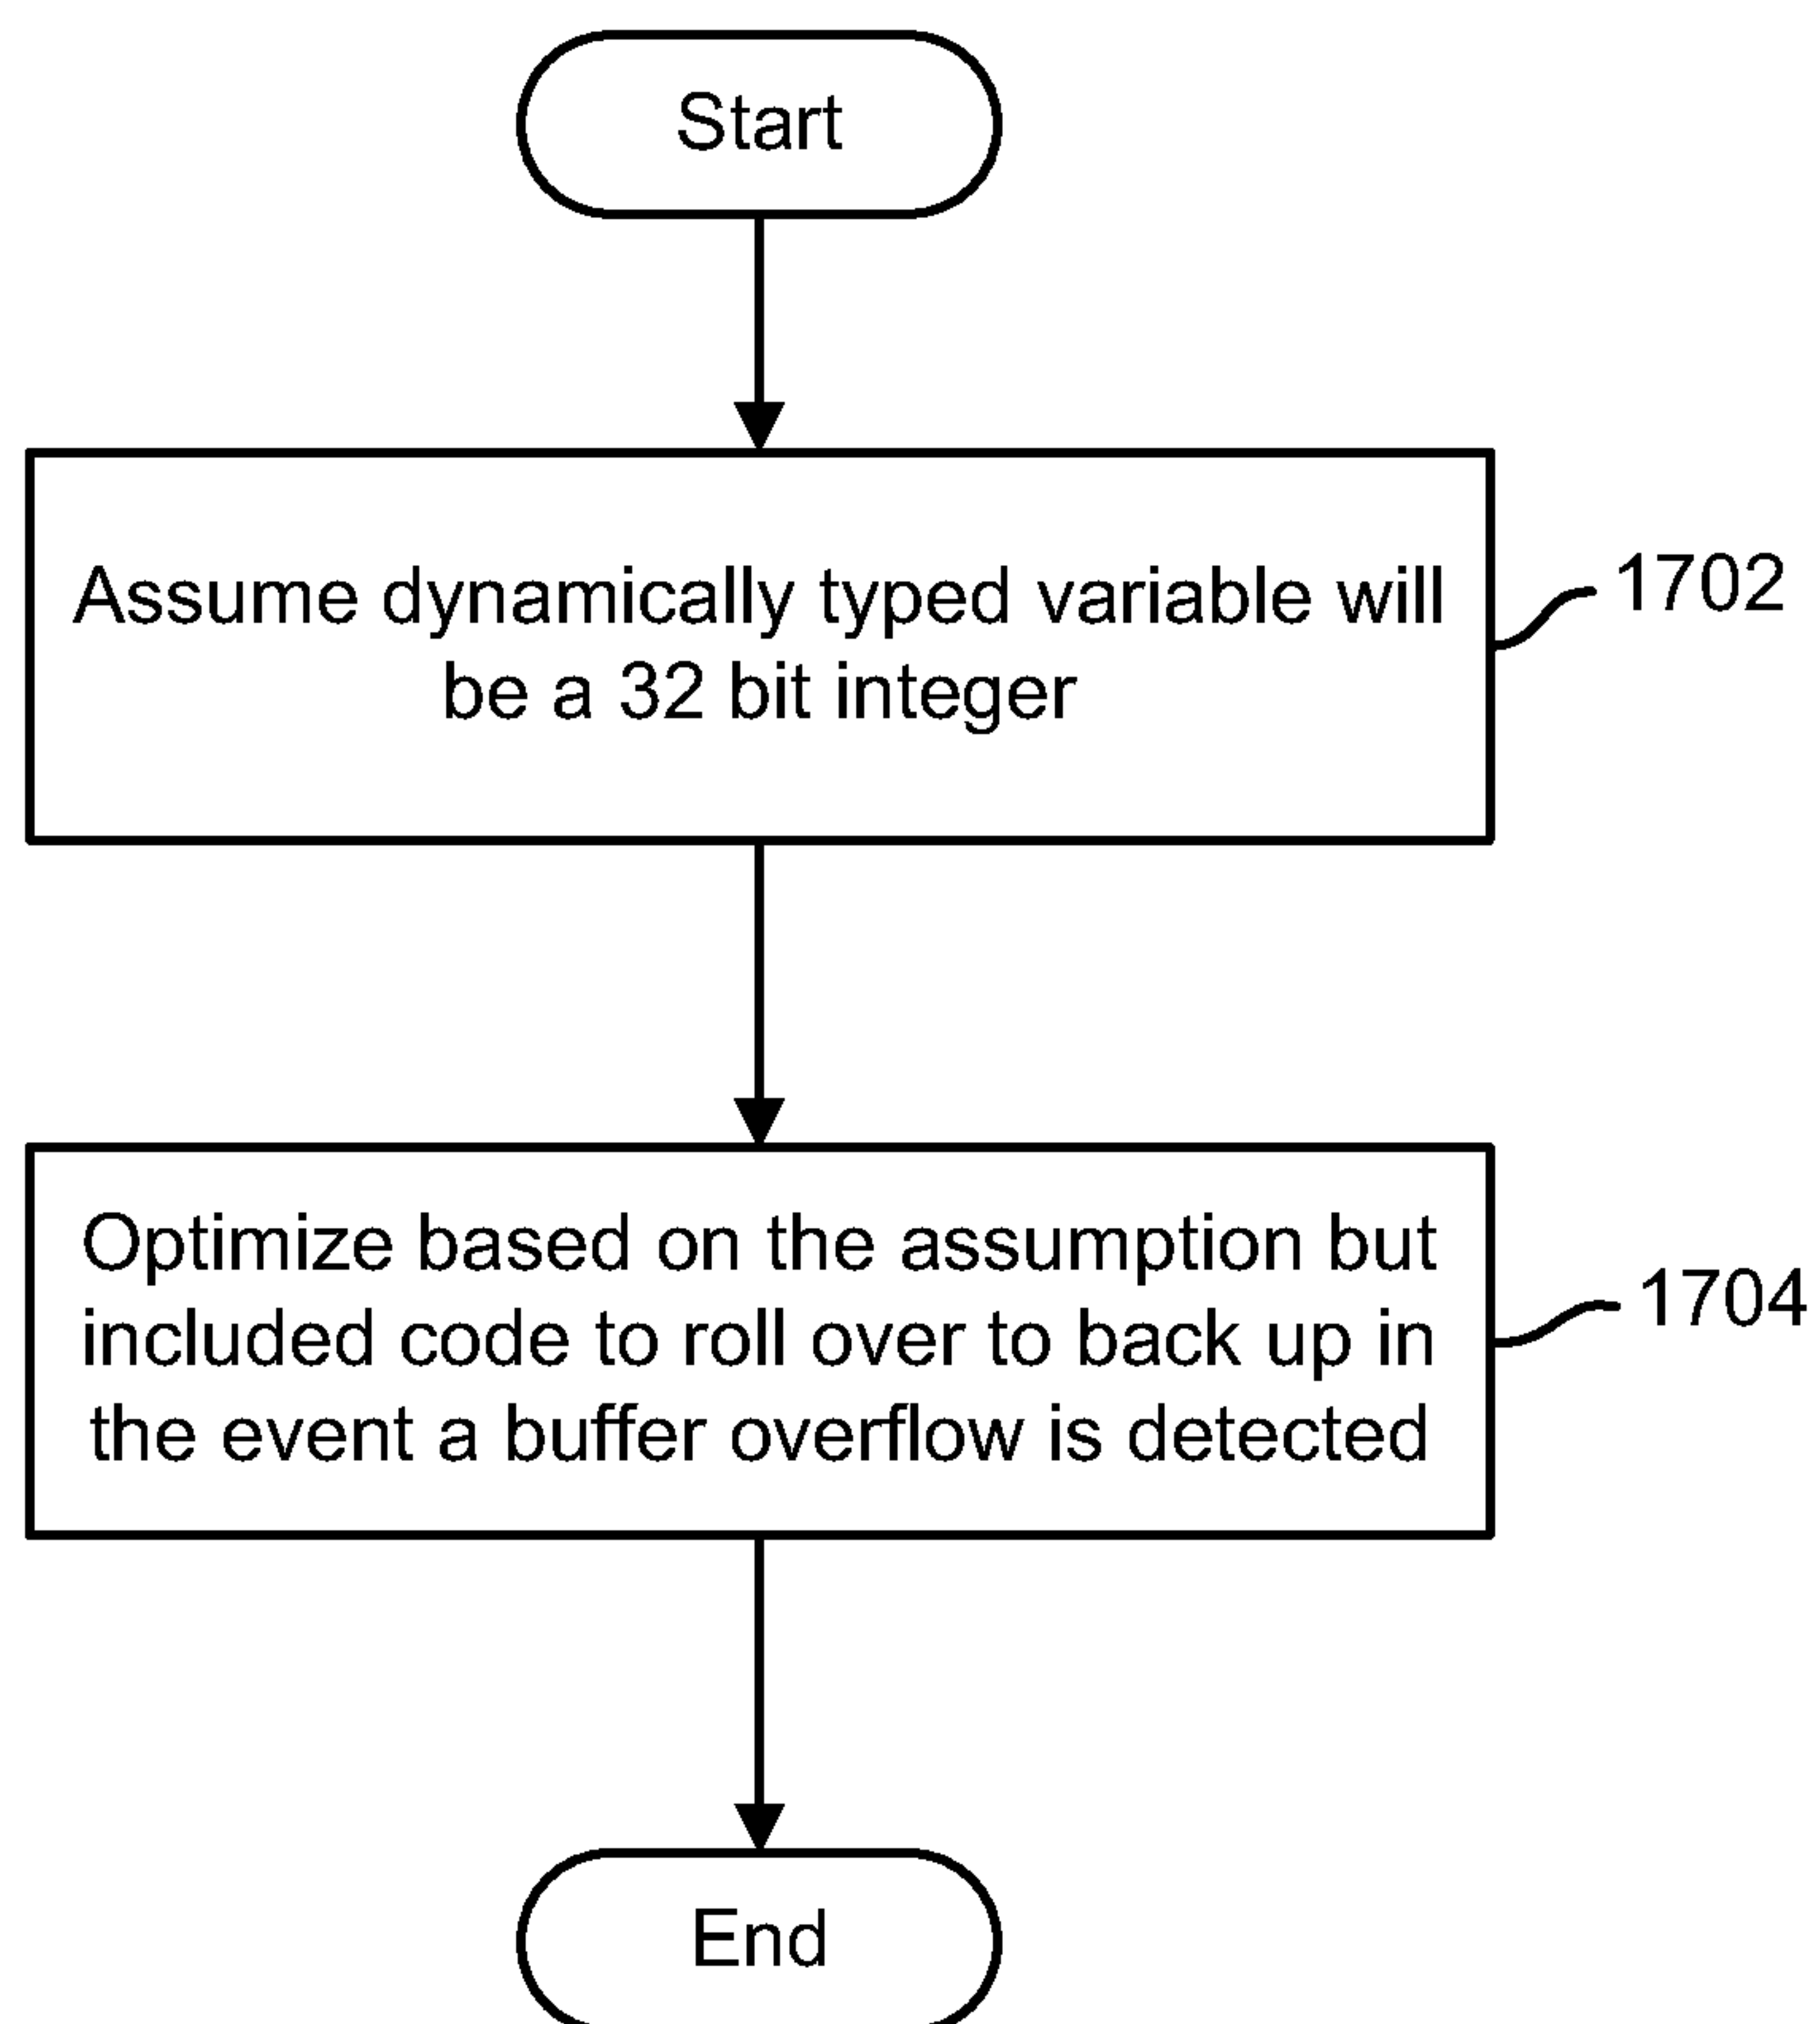 Start
Assume dynamically typed variable will
be a 32 bit integer
1702
Optimize based on the assumption but
included code to roll over to back up in
the event a buffer overflow is detected
1704
End